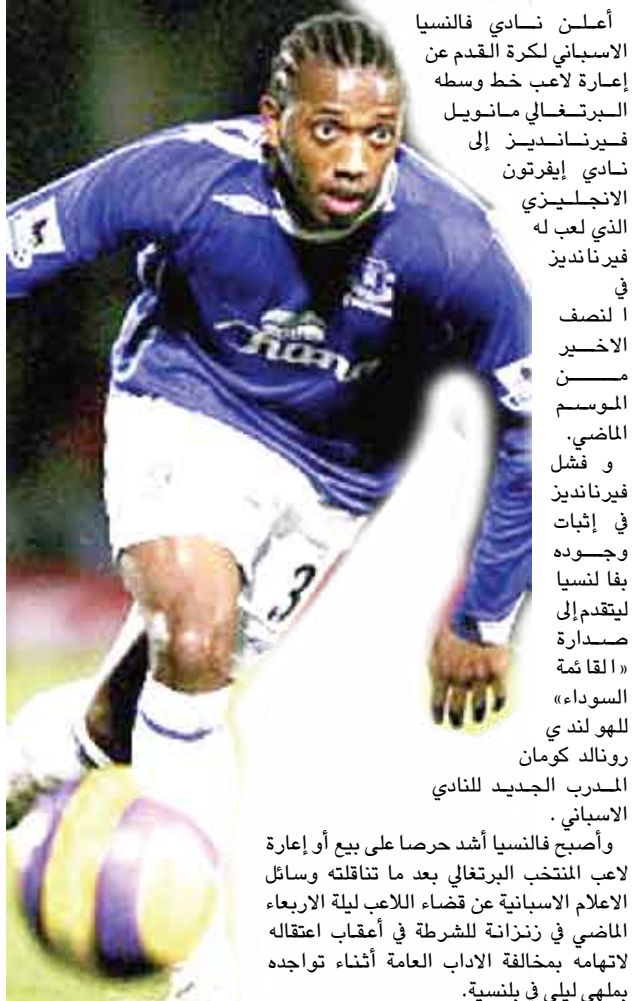 أعلن نادي فالنسيا
الاسباني لكرة القدم عن
إعارة لاعب خط وسطه
البرتغالي مانويل
فيرنانديز إلى
نادي إيفرتون
الانجليزي
الذي لعب له
فيرنانديز
في
ا لنصف
الاخير
من
الموسم
الماضي.
و فشل
فيرنانديز
في إثبات
وجوده
بفا لنسيا
ليتقدم إلى
صدارة
«القائمة
السوداء»
للهو لند ي
رونالد كومان
المدرب الجديد للنادي
الاسباني .
وأصبح فالنسيا أشد حرصا على بيع أو إعارة
لاعب المنتخب البرتغالي بعد ما تناقلته وسائل
الاعلام الاسبانية عن قضاء اللاعب ليلة الاربعاء
الماضي في زنزانة للشرطة في أعقاب اعتقاله
لاتهامه بمخالفة الاداب العامة أثناء تواجده
بملهى ليلي في بلنسية.
chang
3